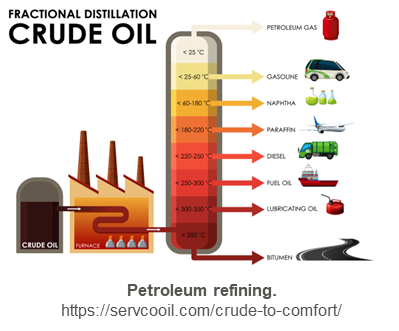 FRACTIONAL DISTILLATION
CRUDE OIL
PETROLEUM GAS
< 25 °C
< 25-60 °C
GASOLINE
< 60-180 °C
NAPHTHA
< 180-220 °C
PARAFFIN
< 220-250 °C
DIESEL
< 250-300 °C
FUEL OIL
< 300-350 °C
LUBRICATING OIL
< 350 °C
BITUMEN
CRUDE OIL
FURNACE
Petroleum refining.
https://servcooil.com/crude-to-comfort/